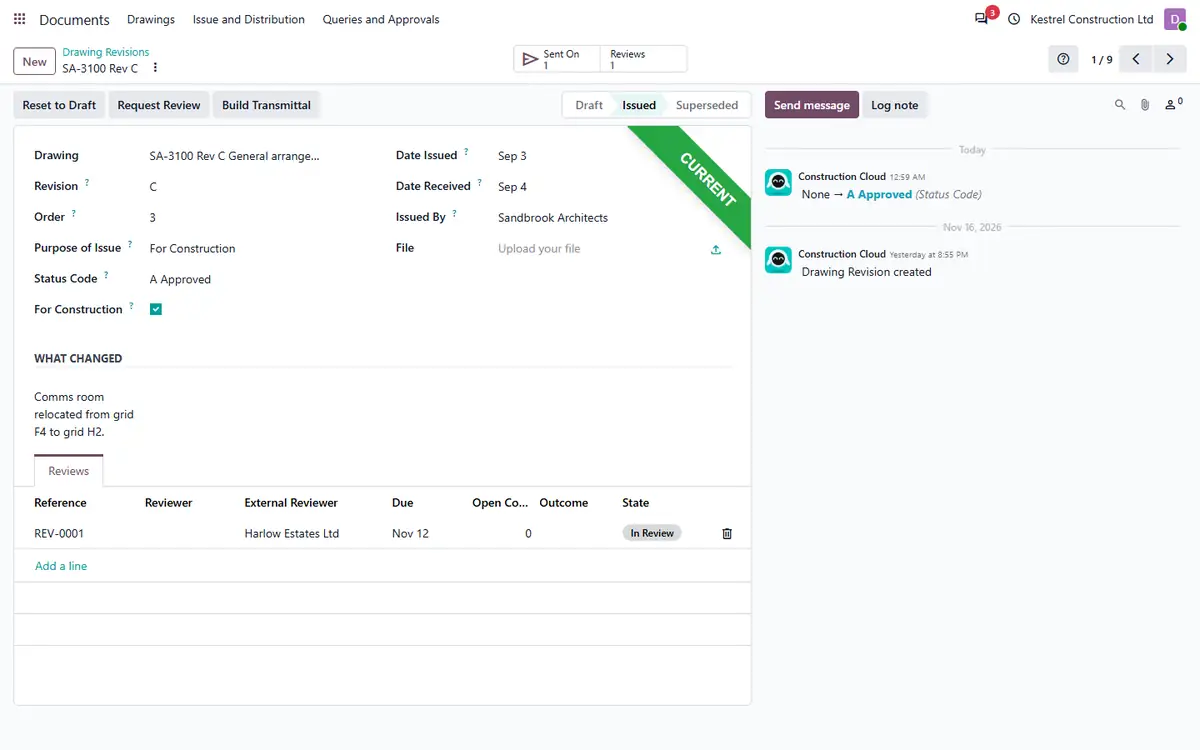 Documents Drawings Issue and Distribution Queries and Approvals 3 Kestrel Construction Ltd D
New
Drawing Revisions
SA-3100 Rev C
Sent On
1
Reviews
1
1 / 9
Reset to Draft Request Review Build Transmittal Draft Issued Superseded
Send message Log note 0
CURRENT
Drawing SA-3100 Rev C General arrange...
Revision ? C
Order ? 3
Purpose of Issue ? For Construction
Status Code ? A Approved
For Construction ?
Date Issued ? Sep 3
Date Received ? Sep 4
Issued By ? Sandbrook Architects
File Upload your file
WHAT CHANGED
Comms room
relocated from grid
F4 to grid H2.
Reviews
Reference Reviewer External Reviewer Due Open Co... Outcome State
REV-0001 Harlow Estates Ltd Nov 12 0 In Review
Add a line
Today
Construction Cloud 12:59 AM
None → A Approved (Status Code)
Nov 16, 2026
Construction Cloud Yesterday at 8:55 PM
Drawing Revision created